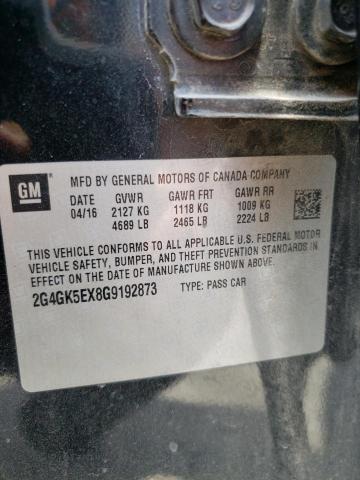 GM
MFD BY GENERAL MOTORS OF CANADA COMPANY
DATE GVWR GAWR FRT GAWR RR
04/16 2127 KG 1118 KG 1009 KG
4689 LB 2465 LB 2224 LB
THIS VEHICLE CONFORMS TO ALL APPLICABLE U.S. FEDERAL MOTOR
VEHICLE SAFETY, BUMPER, AND THEFT PREVENTION STANDARDS IN
EFFECT ON THE DATE OF MANUFACTURE SHOWN ABOVE.
2G4GK5EX8G9192873 TYPE: PASS CAR